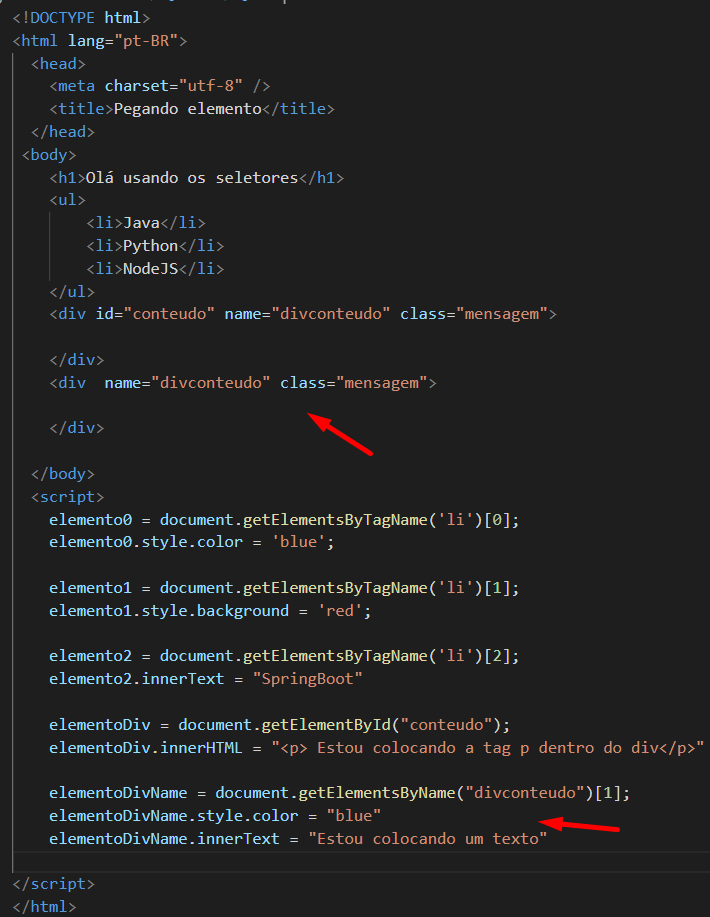 <!DOCTYPE html>
<html lang="pt-BR">
<head>
<meta charset="utf-8" />
<title>Pegando elemento</title>
</head>
<body>
<h1>Olá usando os seletores</h1>
<ul>
<li>Java</li>
<li>Python</li>
<li>NodeJS</li>
</ul>
<div id="conteudo" name="divconteudo" class="mensagem">
</div>
<div  name="divconteudo" class="mensagem">
</div>
</body>
<script>
elemento0 = document.getElementsByTagName('li')[0];
elemento0.style.color = 'blue';
elemento1 = document.getElementsByTagName('li')[1];
elemento1.style.background = 'red';
elemento2 = document.getElementsByTagName('li')[2];
elemento2.innerText = "SpringBoot"
elementoDiv = document.getElementById("conteudo");
elementoDiv.innerHTML = "<p> Estou colocando a tag p dentro do div</p>"
elementoDivName = document.getElementsByName("divconteudo")[1];
elementoDivName.style.color = "blue"
elementoDivName.innerText = "Estou colocando um texto"
</script>
</html>